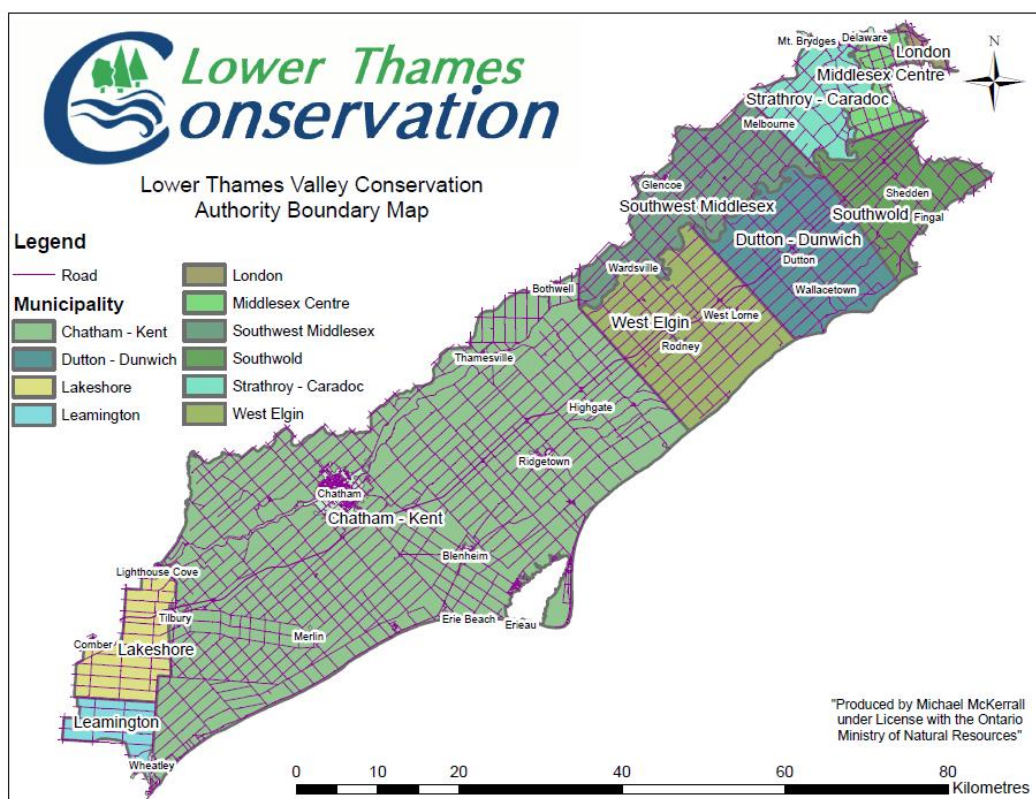 Lower Thames
Conservation
Lower Thames Valley Conservation
Authority Boundary Map
Legend
Road
Municipality
Chatham - Kent
Dutton - Dunwich
Lakeshore
Leamington
London
Middlesex Centre
Southwest Middlesex
Southwold
Strathroy - Caradoc
West Elgin
N
Mt. Brydges
Delaware
London
Middlesex Centre
Strathroy - Caradoc
Melbourne
Glencoe
Southwest Middlesex
Shedden
Southwold
Fingal
Dutton - Dunwich
Dutton
Wallacetown
Wardsville
Bothwell
West Elgin
West Lorne
Rodney
Thamesville
Highgate
Ridgetown
Chatham
Chatham - Kent
Blenheim
Lighthouse Cove
Erie Beach
Erieau
Tilbury
Merlin
Comber
Lakeshore
Leamington
Wheatley
"Produced by Michael McKerrall
under License with the Ontario
Ministry of Natural Resources"
0 10 20 40 60 80
Kilometres